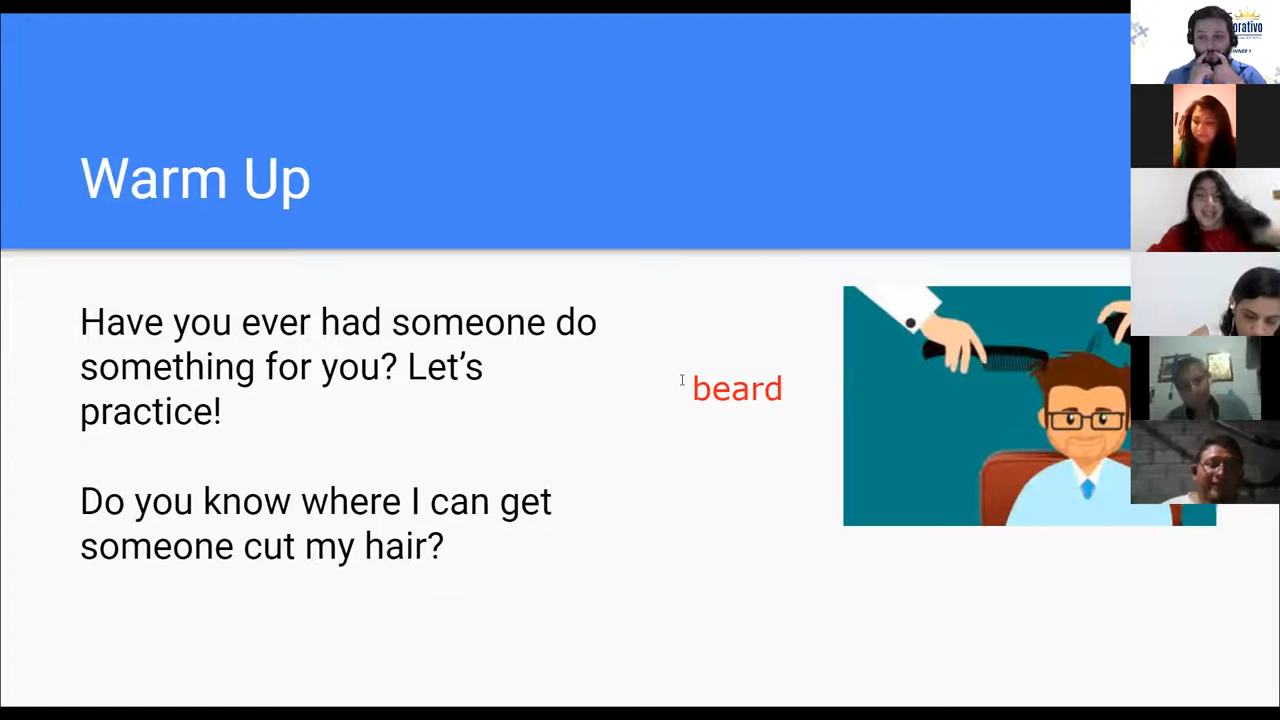 Warm Up
Have you ever had someone do
something for you? Let's
practice!
beard
Do you know where I can get
someone cut my hair?
orativo